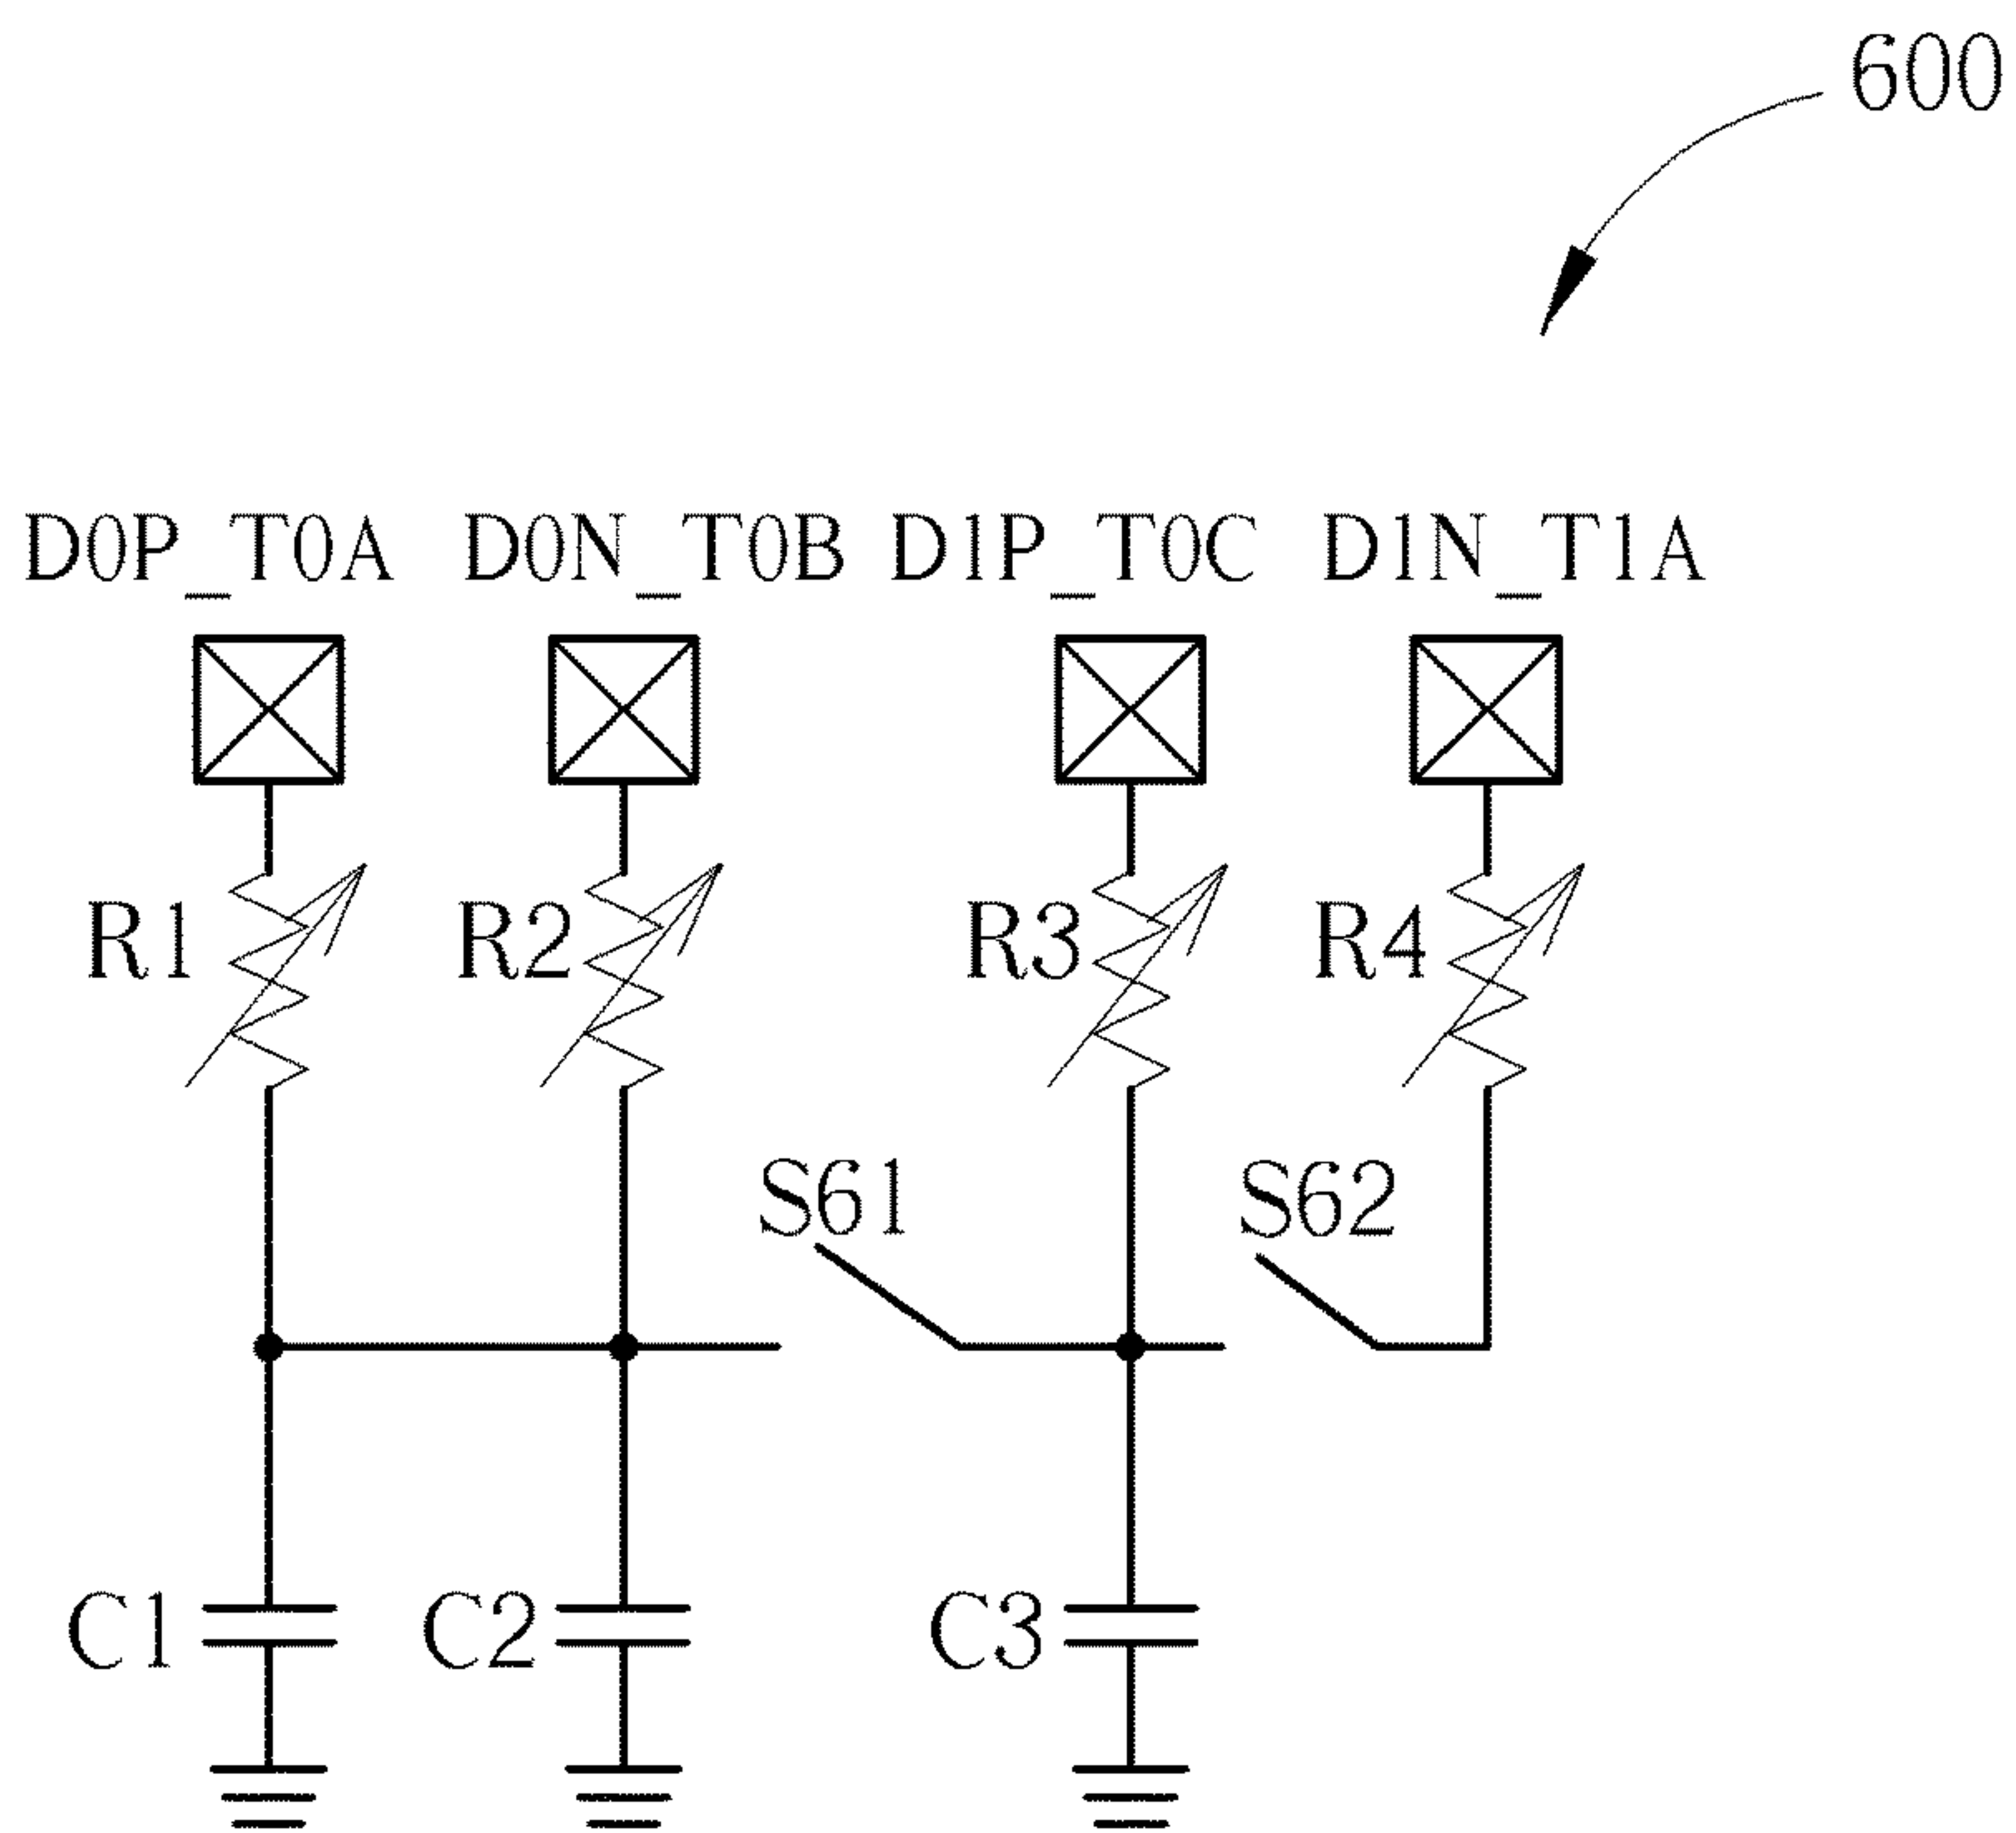 600
D0P_T0A D0N_T0B D1P_T0C D1N_T1A
R1 R2 R3 R4
S61 S62
C1 C2 C3